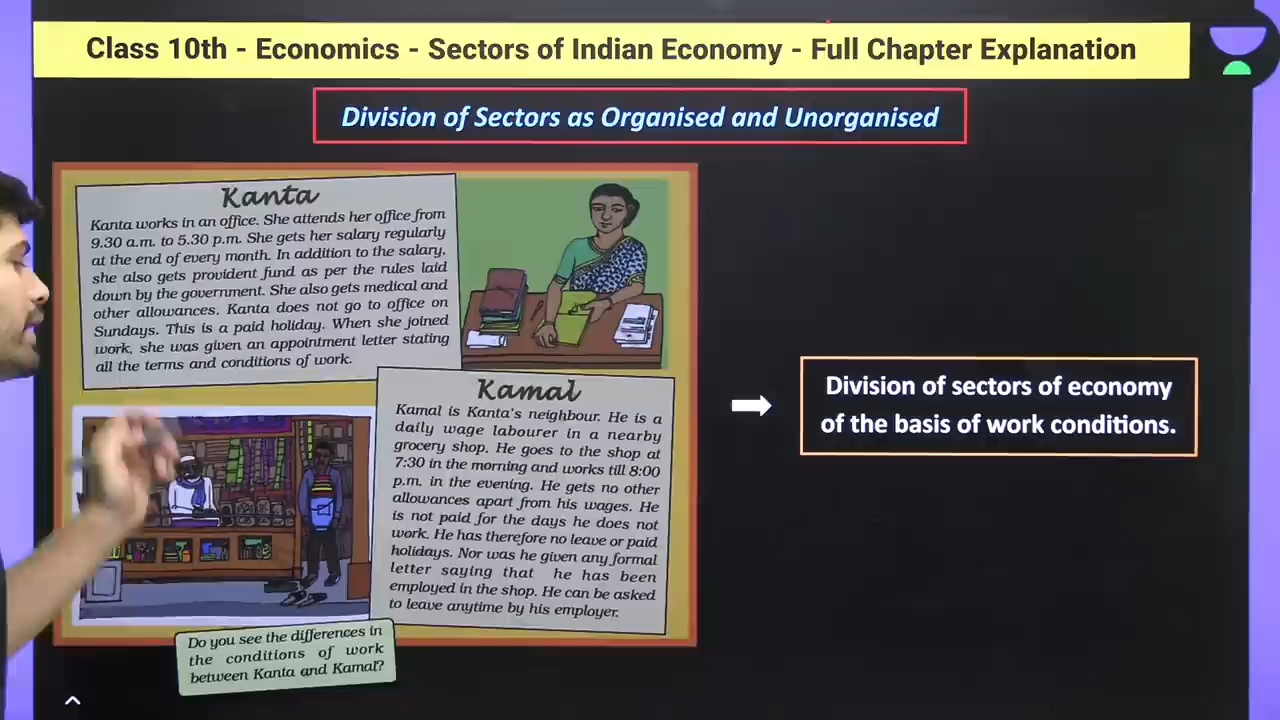 Class 10th - Economics - Sectors of Indian Economy - Full Chapter Explanation
Division of Sectors as Organised and Unorganised
Kanta
Kanta works in an office. She attends her office from
9.30 a.m. to 5.30 p.m. She gets her salary regularly
at the end of every month. In addition to the salary,
she also gets provident fund as per the rules laid
down by the government. She also gets medical and
other allowances. Kanta does not go to office on
Sundays. This is a paid holiday. When she joined
work, she was given an appointment letter stating
all the terms and conditions of work.
Kamal
Kamal is Kanta's neighbour. He is a
daily wage labourer in a nearby
grocery shop. He goes to the shop at
7:30 in the morning and works till 8:00
p.m. in the evening. He gets no other
allowances apart from his wages. He
is not paid for the days he does not
work. He has therefore no leave or paid
holidays. Nor was he given any formal
letter saying that he has been
employed in the shop. He can be asked
to leave anytime by his employer.
Do you see the differences in
the conditions of work
between Kanta and Kamal?
Division of sectors of economy
of the basis of work conditions.